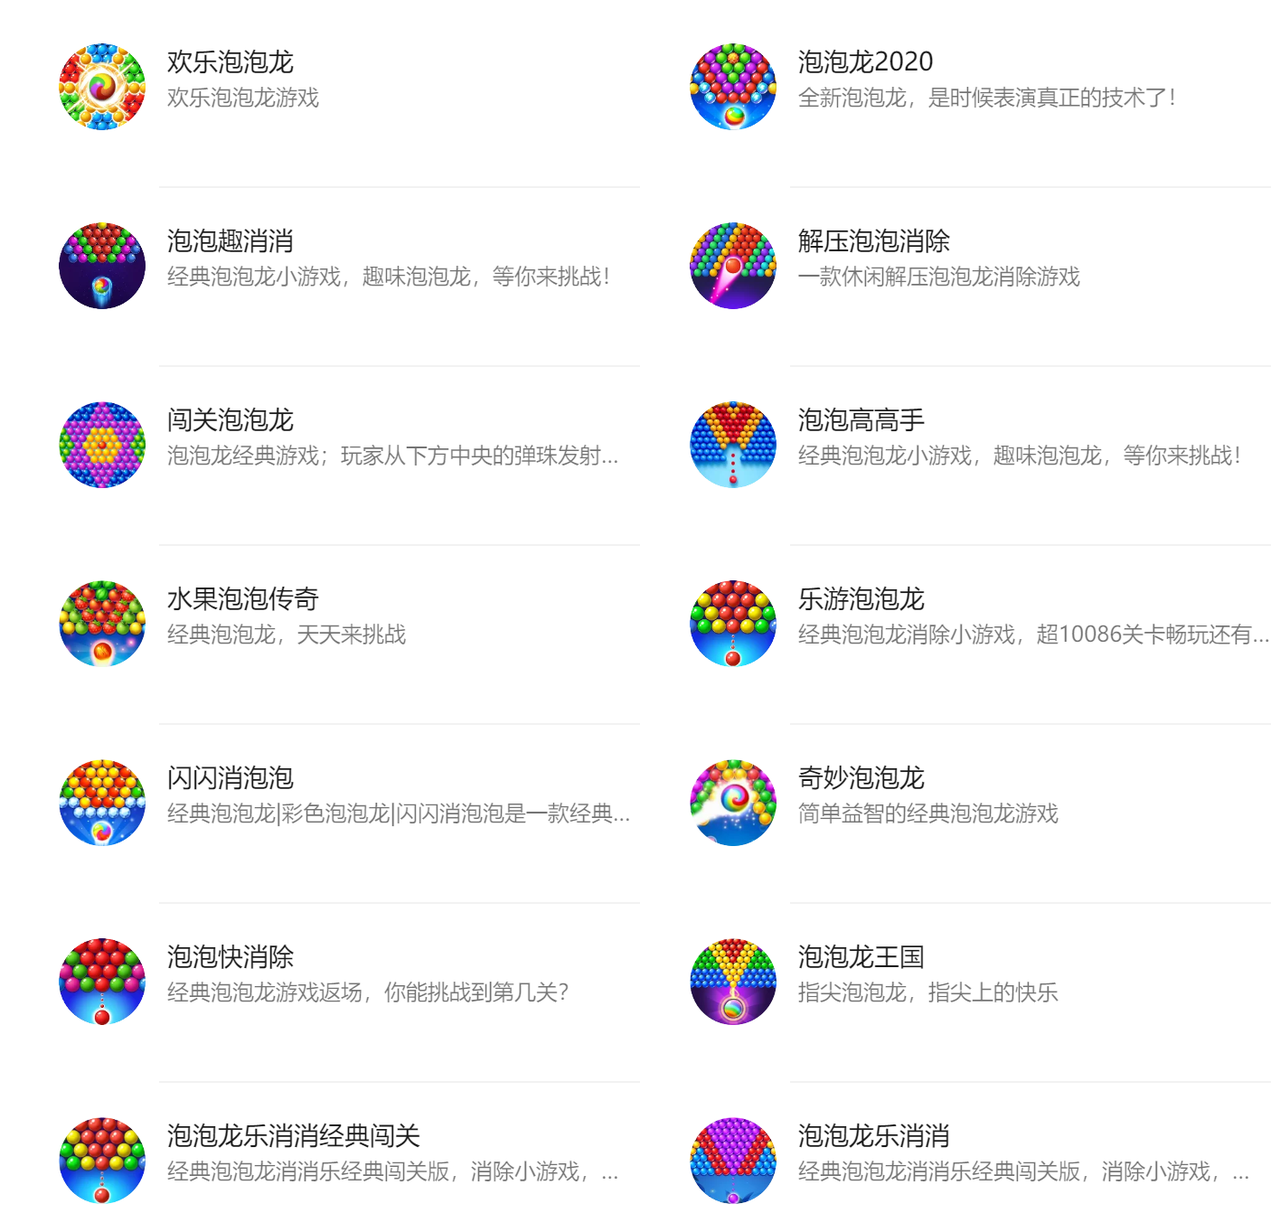 欢乐泡泡龙
欢乐泡泡龙游戏
泡泡龙2020
全新泡泡龙，是时候表演真正的技术了！
泡泡趣消消
经典泡泡龙小游戏，趣味泡泡龙，等你来挑战！
解压泡泡消除
一款休闲解压泡泡龙消除游戏
闯关泡泡龙
泡泡龙经典游戏；玩家从下方中央的弹珠发射...
泡泡高高手
经典泡泡龙小游戏，趣味泡泡龙，等你来挑战！
水果泡泡传奇
经典泡泡龙，天天来挑战
乐游泡泡龙
经典泡泡龙消除小游戏，超10086关卡畅玩还有...
闪闪消泡泡
经典泡泡龙|彩色泡泡龙|闪闪消泡泡是一款经典...
奇妙泡泡龙
简单益智的经典泡泡龙游戏
泡泡快消除
经典泡泡龙游戏返场，你能挑战到第几关？
泡泡龙王国
指尖泡泡龙，指尖上的快乐
泡泡龙乐消消经典闯关
经典泡泡龙消消乐经典闯关版，消除小游戏，...
泡泡龙乐消消
经典泡泡龙消消乐经典闯关版，消除小游戏，...